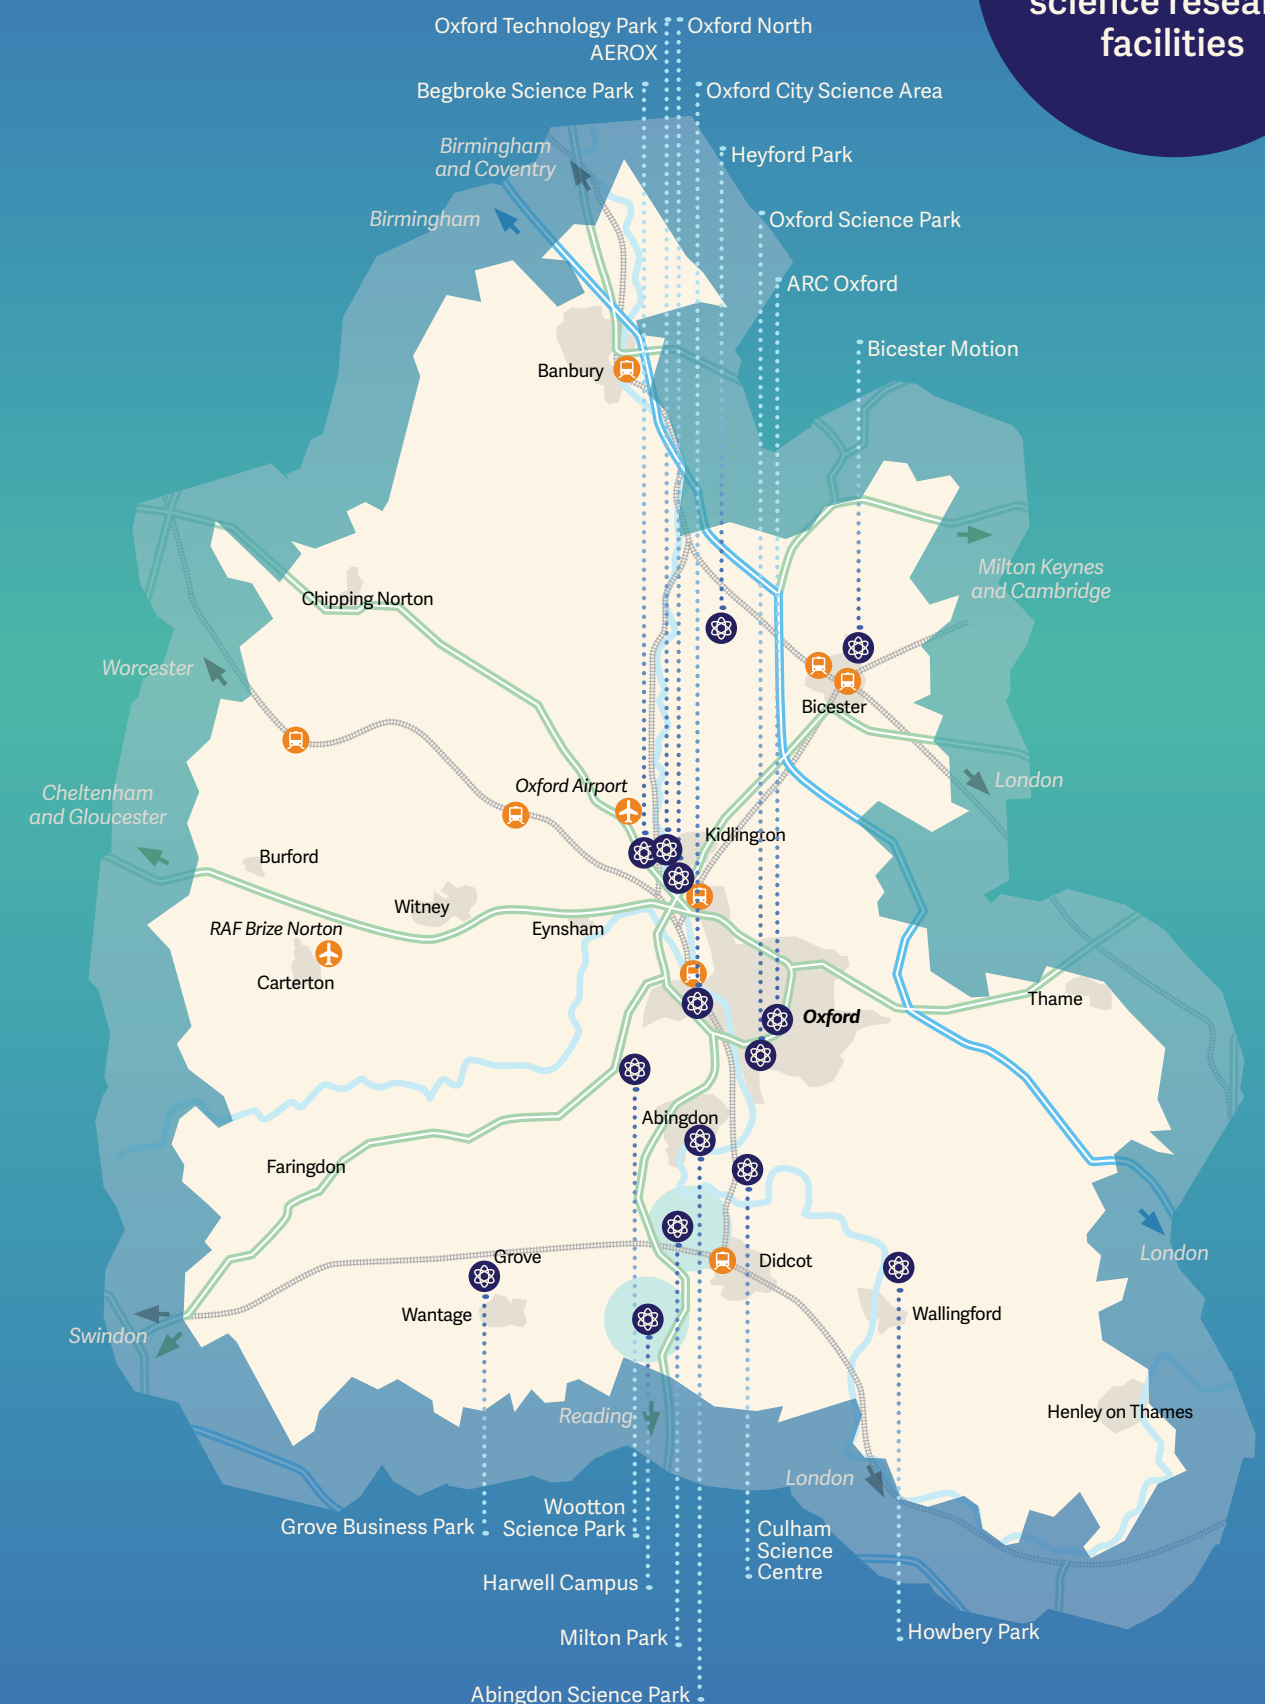 science resear
facilities
Oxford Technology Park
AEROX
Oxford North
Begbroke Science Park
Oxford City Science Area
Birmingham
and Coventry
Heyford Park
Birmingham
Oxford Science Park
ARC Oxford
Bicester Motion
Banbury
Milton Keynes
and Cambridge
Chipping Norton
Worcester
Bicester
London
Oxford Airport
Cheltenham
and Gloucester
Kidlington
Burford
Witney
RAF Brize Norton
Eynsham
Carterton
Thame
Oxford
Abingdon
Faringdon
London
Grove
Didcot
Wantage
Wallingford
Swindon
Reading
Henley on Thames
London
Grove Business Park
Wootton
Science Park
Culham
Science
Centre
Harwell Campus
Howbery Park
Milton Park
Abingdon Science Park